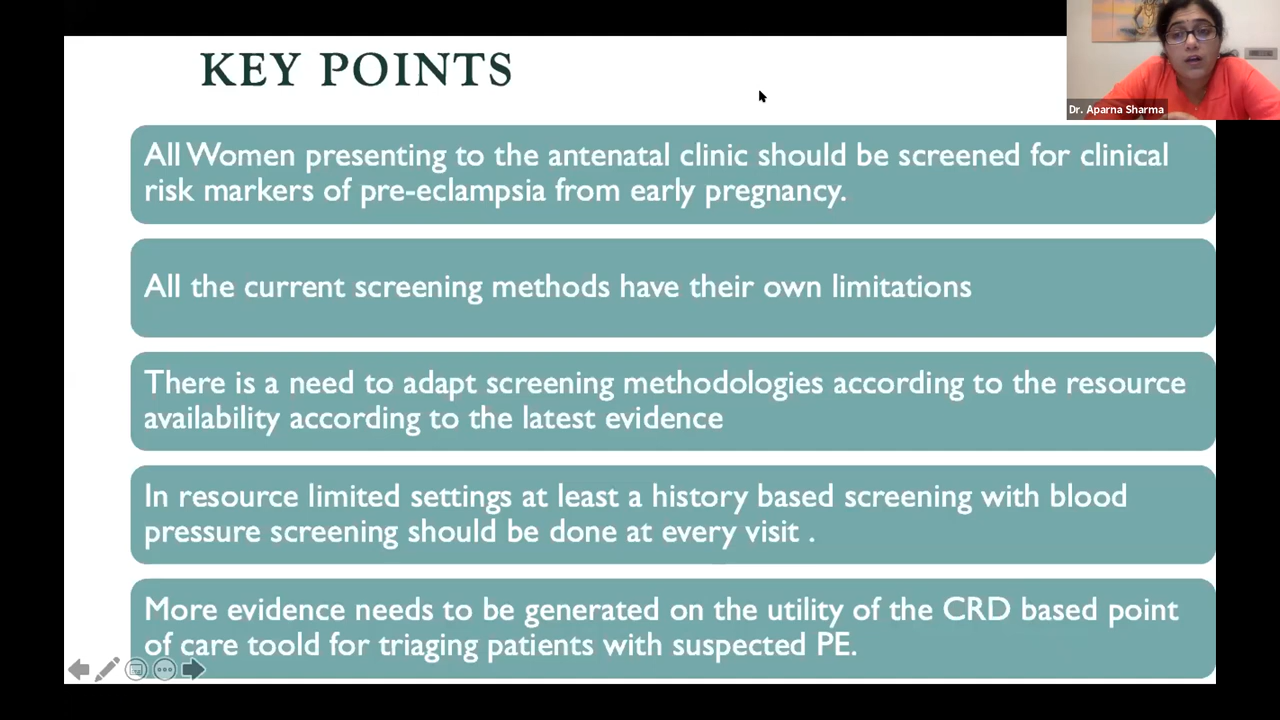 KEY POINTS
Dr. Aparna Sharma
All Women presenting to the antenatal clinic should be screened for clinical
risk markers of pre-eclampsia from early pregnancy.
All the current screening methods have their own limitations
There is a need to adapt screening methodologies according to the resource
availability according to the latest evidence
In resource limited settings at least a history based screening with blood
pressure screening should be done at every visit .
More evidence needs to be generated on the utility of the CRD based point
of care toold for triaging patients with suspected PE.